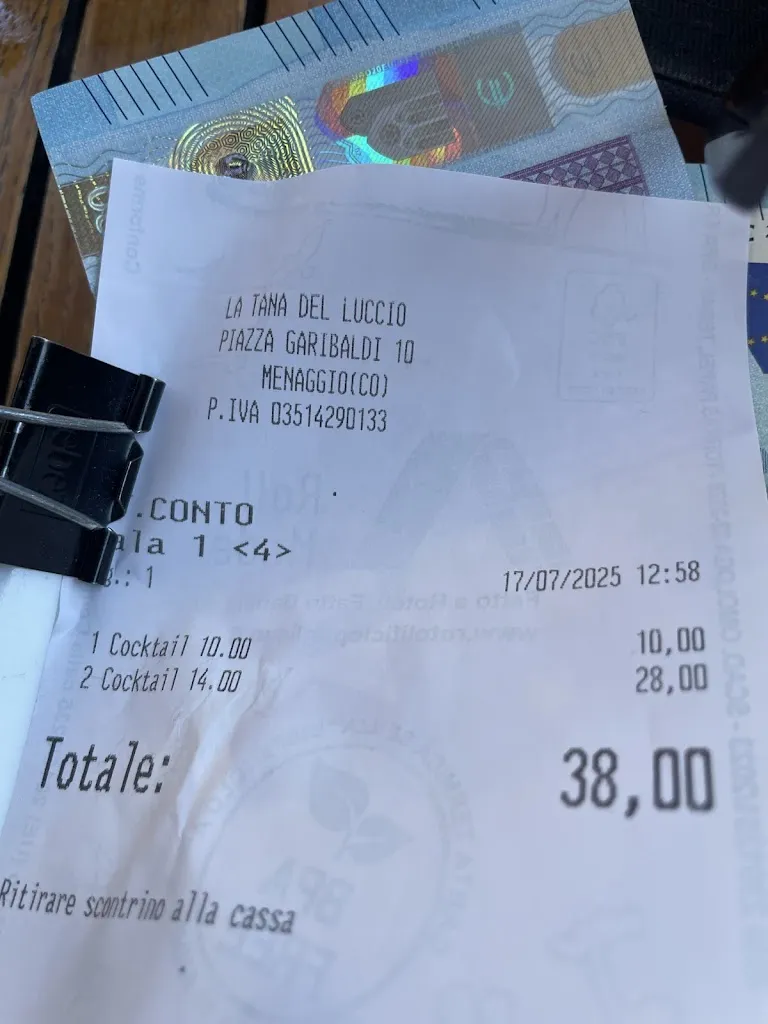 LA TANA DEL LUCCIO
PIAZZA GARIBALDI 10
MENAGGIO(CO)
P.IVA 03514290133
.CONTO
ala 1 <4>
.: 1
17/07/2025 12:58
1 Cocktail 10.00 10,00
2 Cocktail 14.00 28,00
Totale: 38,00
Ritirare scontrino alla cassa